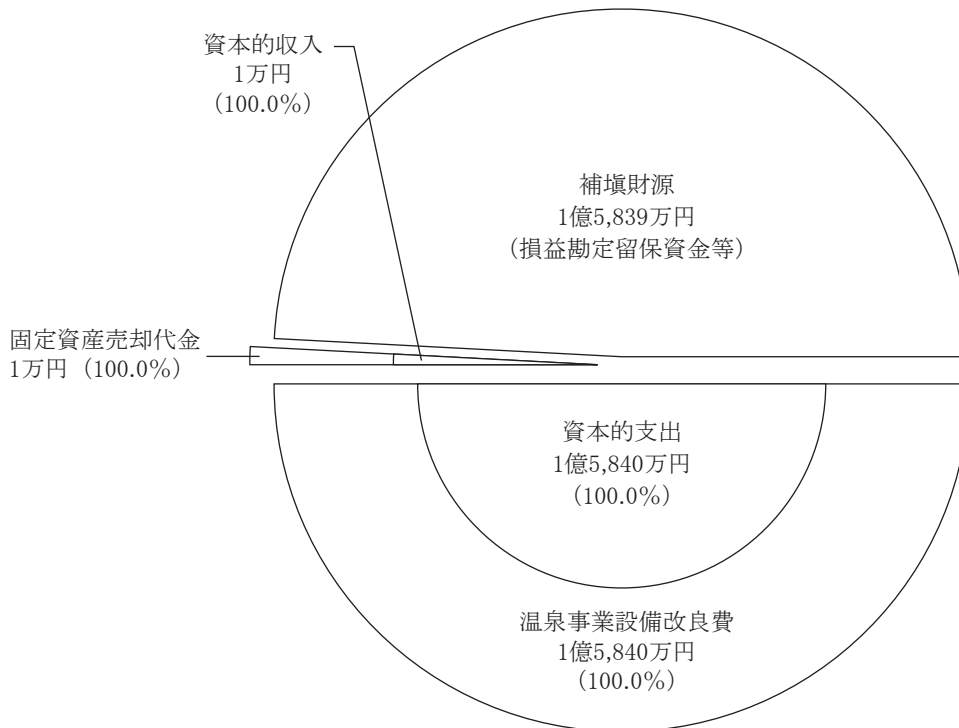 資本的収入
1万円
(100.0%)
補塡財源
1億5,839万円
(損益勘定留保資金等)
固定資産売却代金
1万円 (100.0%)
資本的支出
1億5,840万円
(100.0%)
温泉事業設備改良費
1億5,840万円
(100.0%)